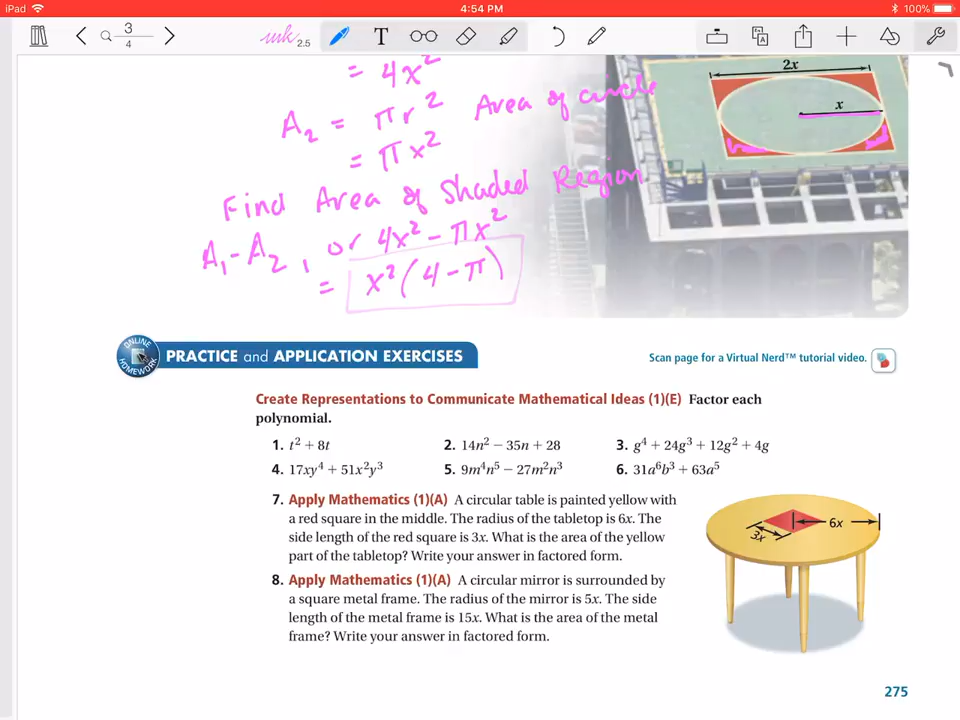 iPad
4:54 PM
100%
3
4
2.5
T
= 4x²
A₂ = πr² Area of circle
= πx²
Find Area of Shaded Region
A₁-A₂, or 4x² - πx²
= x²(4-π)
2x
x
ONLINE
HOMEWORK
PRACTICE and APPLICATION EXERCISES
Scan page for a Virtual Nerd™ tutorial video.
Create Representations to Communicate Mathematical Ideas (1)(E) Factor each
polynomial.
1. t² + 8t
2. 14n² − 35n + 28
3. g⁴ + 24g³ + 12g² + 4g
4. 17xy⁴ + 51x²y³
5. 9m⁴n⁵ − 27m²n³
6. 31a⁶b³ + 63a⁵
7. Apply Mathematics (1)(A) A circular table is painted yellow with
a red square in the middle. The radius of the tabletop is 6x. The
side length of the red square is 3x. What is the area of the yellow
part of the tabletop? Write your answer in factored form.
6x
3x
8. Apply Mathematics (1)(A) A circular mirror is surrounded by
a square metal frame. The radius of the mirror is 5x. The side
length of the metal frame is 15x. What is the area of the metal
frame? Write your answer in factored form.
275